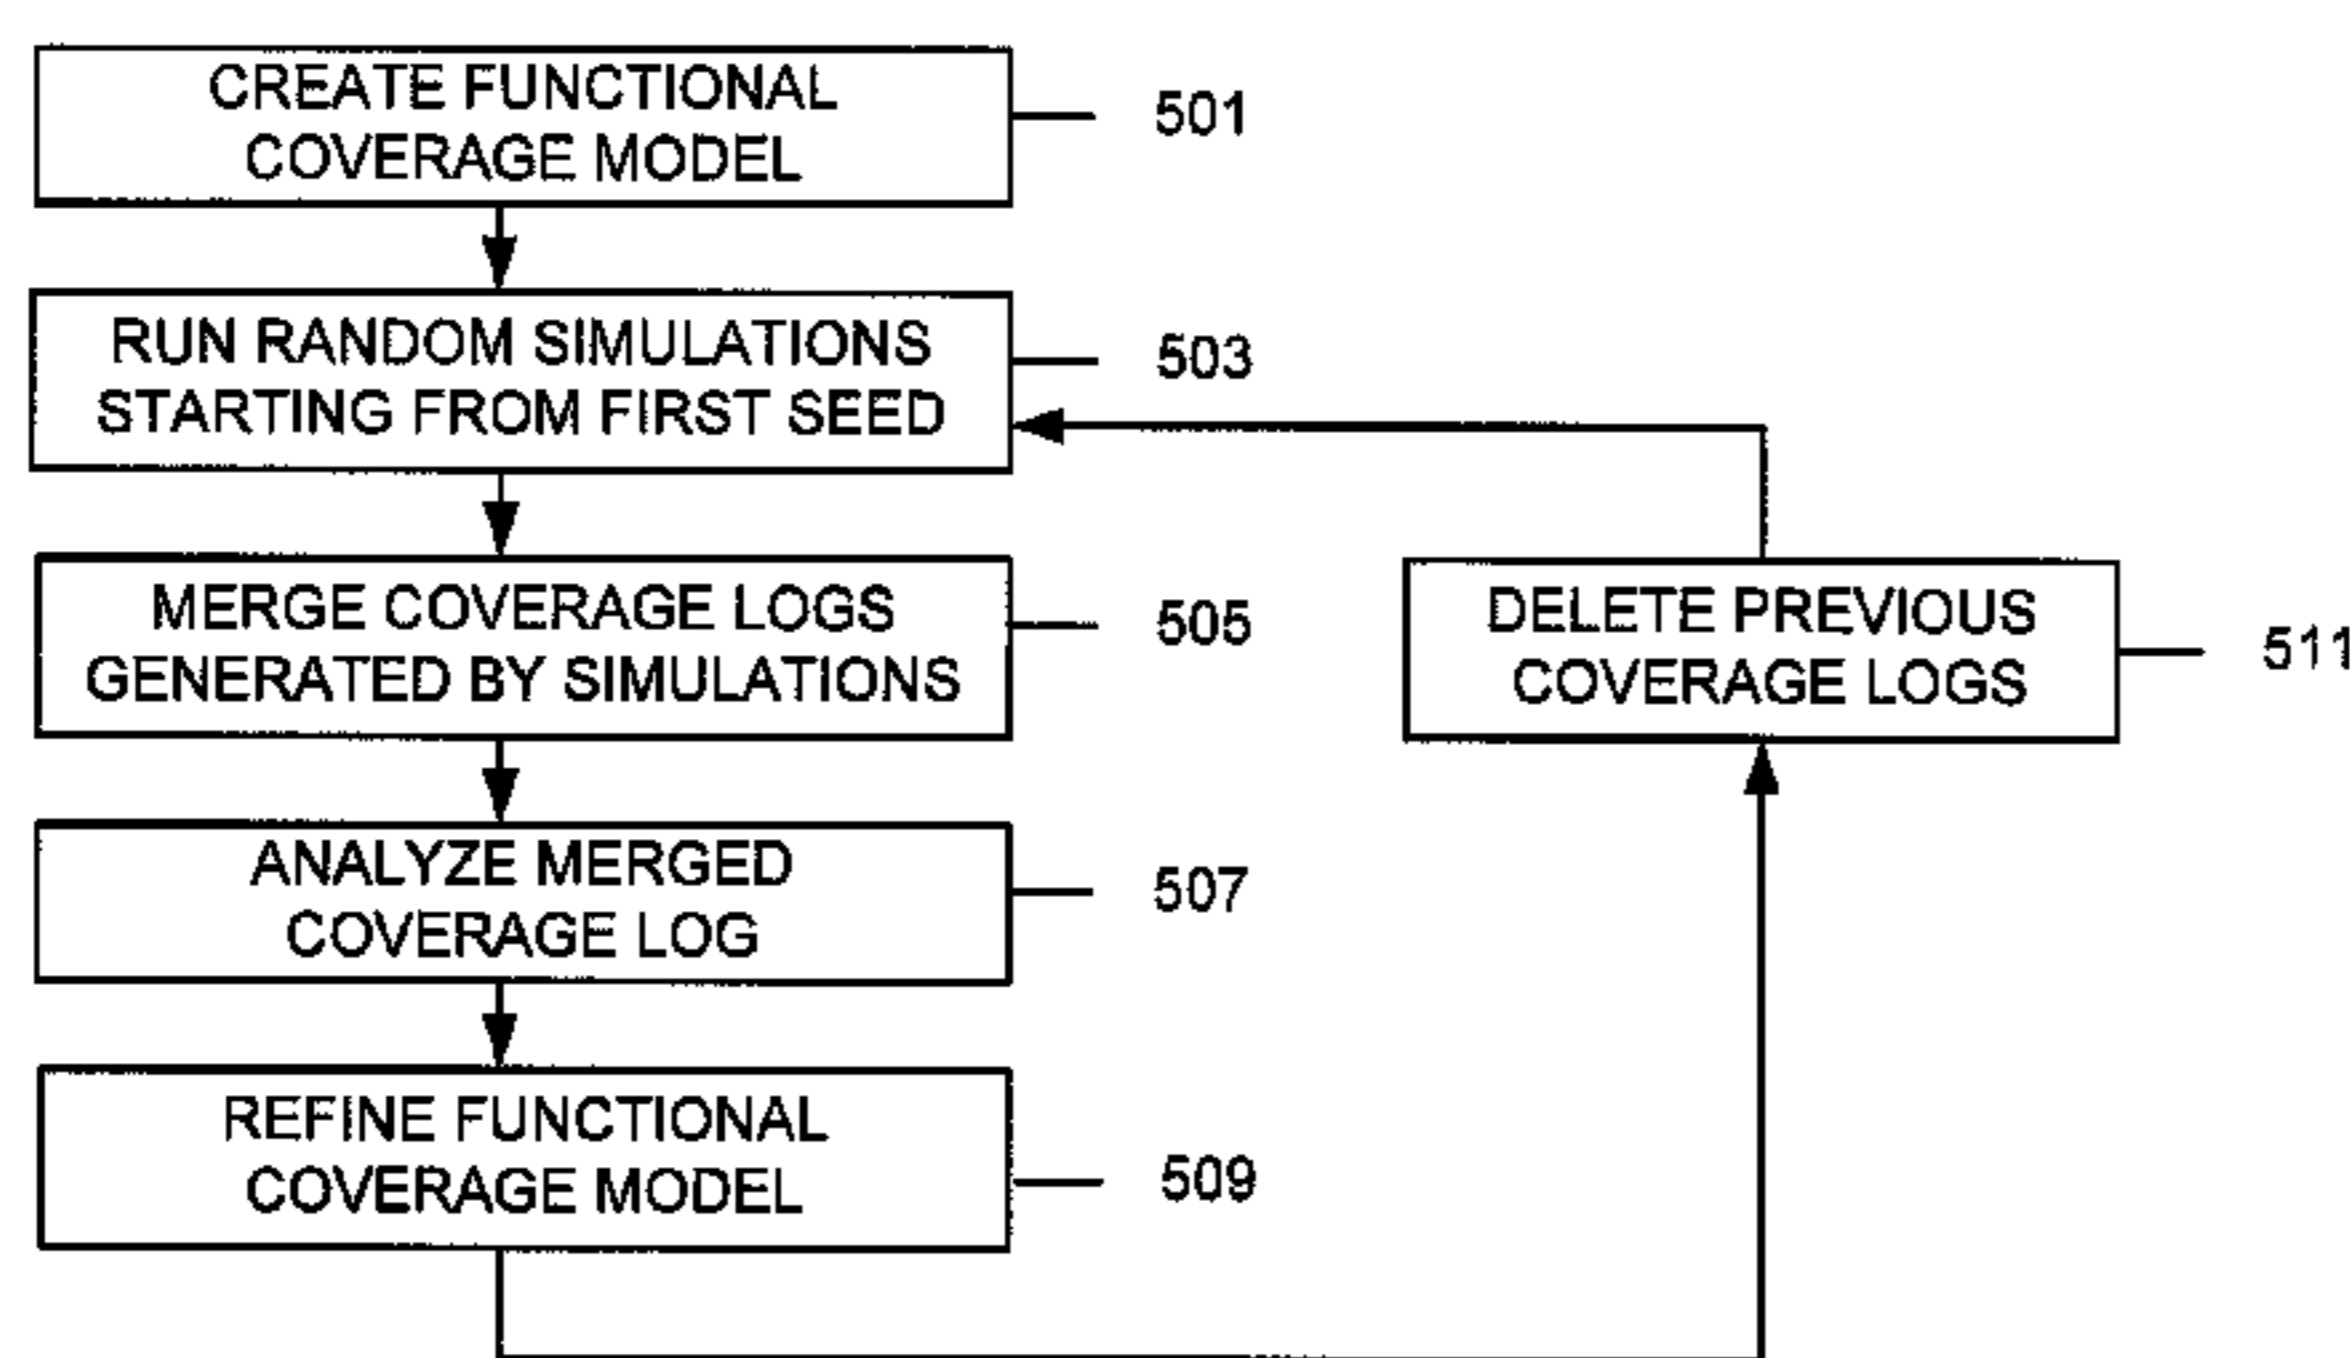 CREATE FUNCTIONAL
COVERAGE MODEL
501
RUN RANDOM SIMULATIONS
STARTING FROM FIRST SEED
503
MERGE COVERAGE LOGS
GENERATED BY SIMULATIONS
505
DELETE PREVIOUS
COVERAGE LOGS
511
ANALYZE MERGED
COVERAGE LOG
507
REFINE FUNCTIONAL
COVERAGE MODEL
509